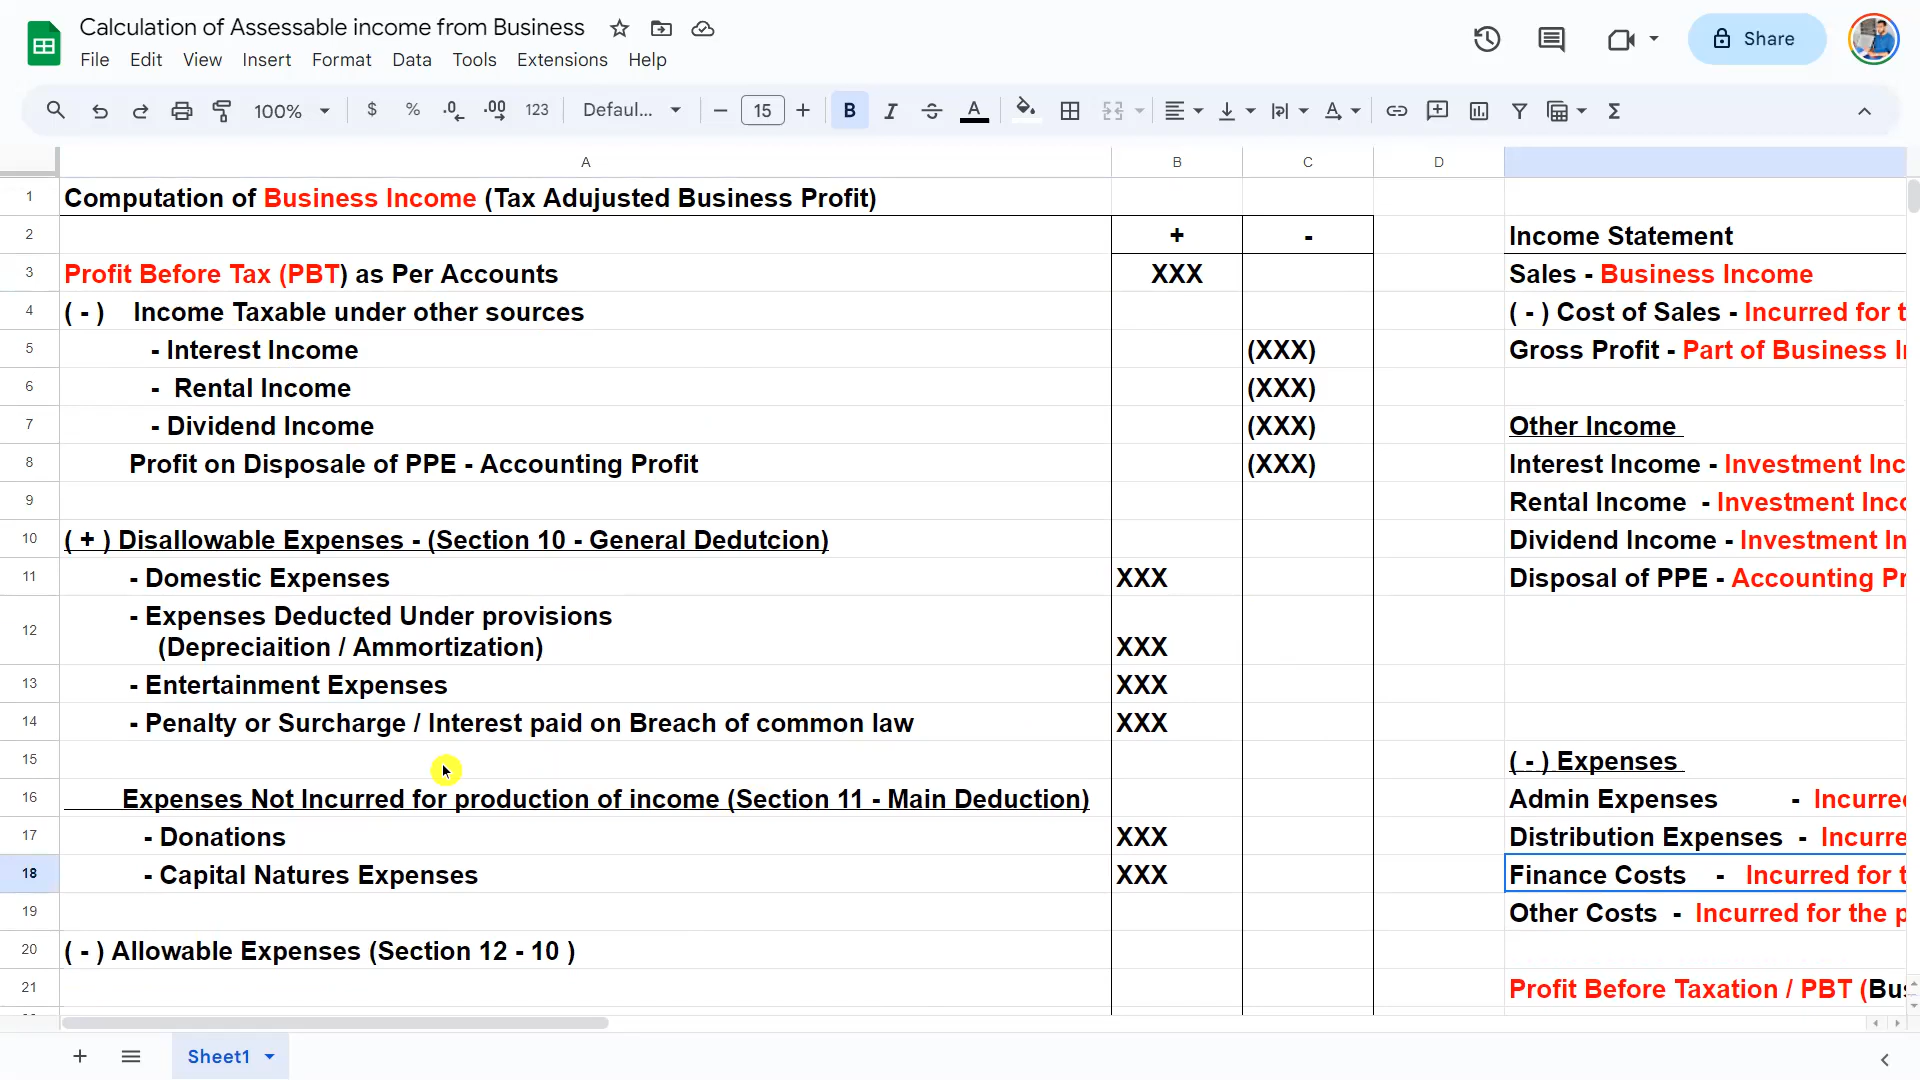 Calculation of Assessable income from Business
File Edit View Insert Format Data Tools Extensions Help
Share
100% $ % .0 .00 123 Defaul... 15 B I A
A B C D
1 Computation of Business Income (Tax Adujusted Business Profit)
2 + - Income Statement
3 Profit Before Tax (PBT) as Per Accounts XXX Sales - Business Income
4 ( - ) Income Taxable under other sources ( - ) Cost of Sales - Incurred for t
5 - Interest Income (XXX) Gross Profit - Part of Business I
6 - Rental Income (XXX)
7 - Dividend Income (XXX) Other Income
8 Profit on Disposale of PPE - Accounting Profit (XXX) Interest Income - Investment Inc
9 Rental Income - Investment Inco
10 ( + ) Disallowable Expenses - (Section 10 - General Dedutcion) Dividend Income - Investment In
11 - Domestic Expenses XXX Disposal of PPE - Accounting Pr
12 - Expenses Deducted Under provisions
(Depreciaition / Ammortization) XXX
13 - Entertainment Expenses XXX
14 - Penalty or Surcharge / Interest paid on Breach of common law XXX
15 ( - ) Expenses
16 Expenses Not Incurred for production of income (Section 11 - Main Deduction) Admin Expenses - Incurred
17 - Donations XXX Distribution Expenses - Incurre
18 - Capital Natures Expenses XXX Finance Costs - Incurred for t
19 Other Costs - Incurred for the p
20 ( - ) Allowable Expenses (Section 12 - 10 )
21 Profit Before Taxation / PBT (Bus
Sheet1